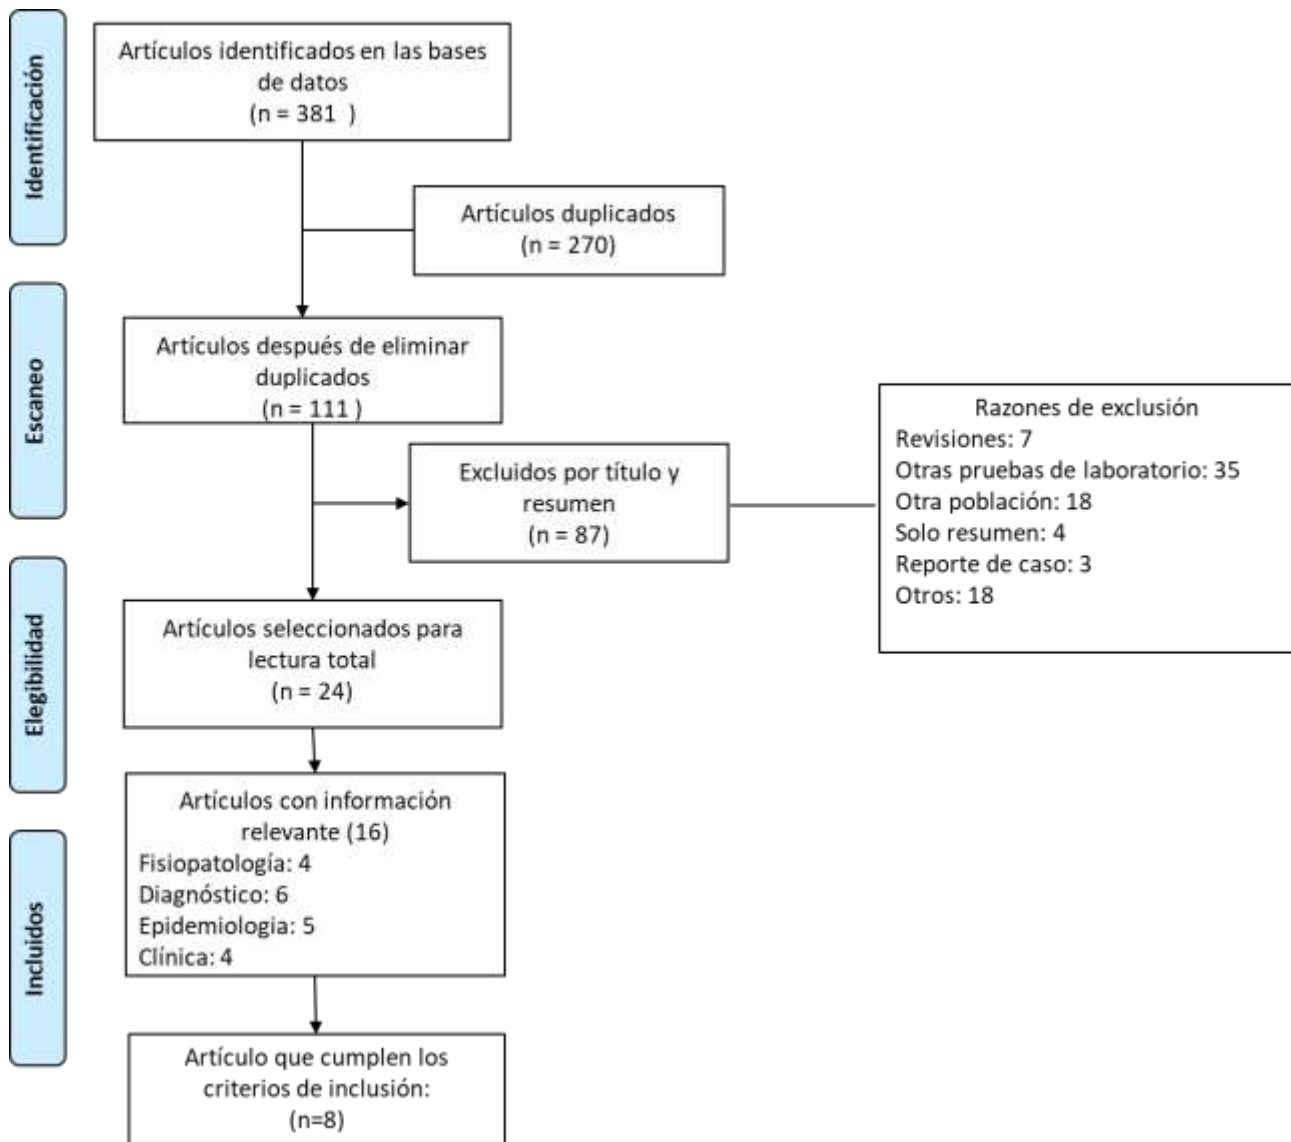 Identificación
Artículos identificados en las bases
de datos
(n = 381 )
Artículos duplicados
(n = 270)
Escaneo
Artículos después de eliminar
duplicados
(n = 111 )
Excluidos por título y
resumen
(n = 87)
Razones de exclusión
Revisiones: 7
Otras pruebas de laboratorio: 35
Otra población: 18
Solo resumen: 4
Reporte de caso: 3
Otros: 18
Elegibilidad
Artículos seleccionados para
lectura total
(n = 24)
Artículos con información
relevante (16)
Fisiopatología: 4
Diagnóstico: 6
Epidemiologia: 5
Clínica: 4
Incluidos
Artículo que cumplen los
criterios de inclusión:
(n=8)